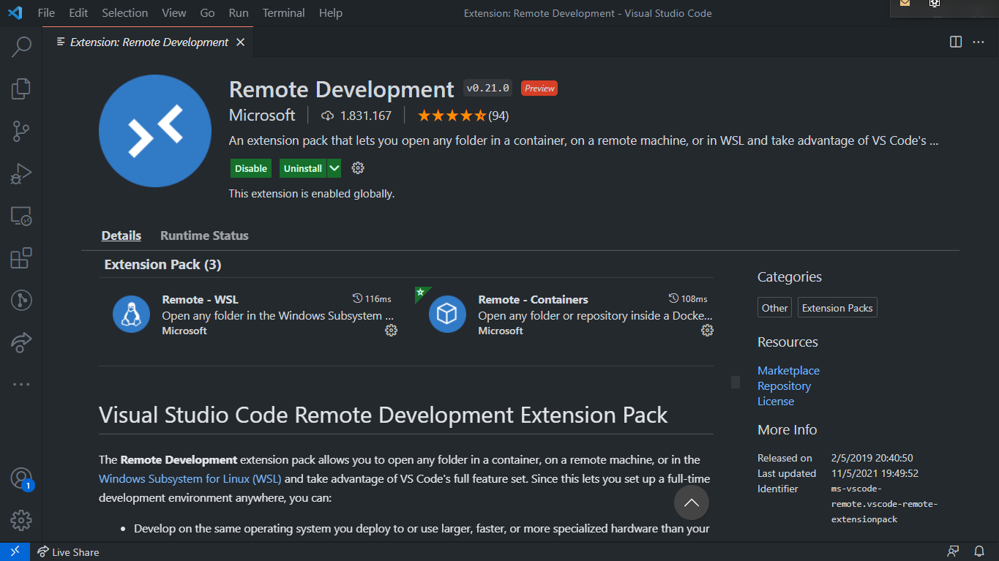 File Edit Selection View Go Run Terminal Help
Extension: Remote Development - Visual Studio Code
Extension: Remote Development
Remote Development v0.21.0 Preview
Microsoft 1.831.167 (94)
An extension pack that lets you open any folder in a container, on a remote machine, or in WSL and take advantage of VS Code's ...
Disable Uninstall
This extension is enabled globally.
Details Runtime Status
Extension Pack (3)
Remote - WSL 116ms
Open any folder in the Windows Subsystem ...
Microsoft
Remote - Containers 108ms
Open any folder or repository inside a Docke...
Microsoft
Visual Studio Code Remote Development Extension Pack
The Remote Development extension pack allows you to open any folder in a container, on a remote machine, or in the
Windows Subsystem for Linux (WSL) and take advantage of VS Code's full feature set. Since this lets you set up a full-time
development environment anywhere, you can:
• Develop on the same operating system you deploy to or use larger, faster, or more specialized hardware than your
Categories
Other Extension Packs
Resources
Marketplace
Repository
License
More Info
Released on 2/5/2019 20:40:50
Last updated 11/5/2021 19:49:52
Identifier ms-vscode-
remote.vscode-remote-
extensionpack
1
Live Share